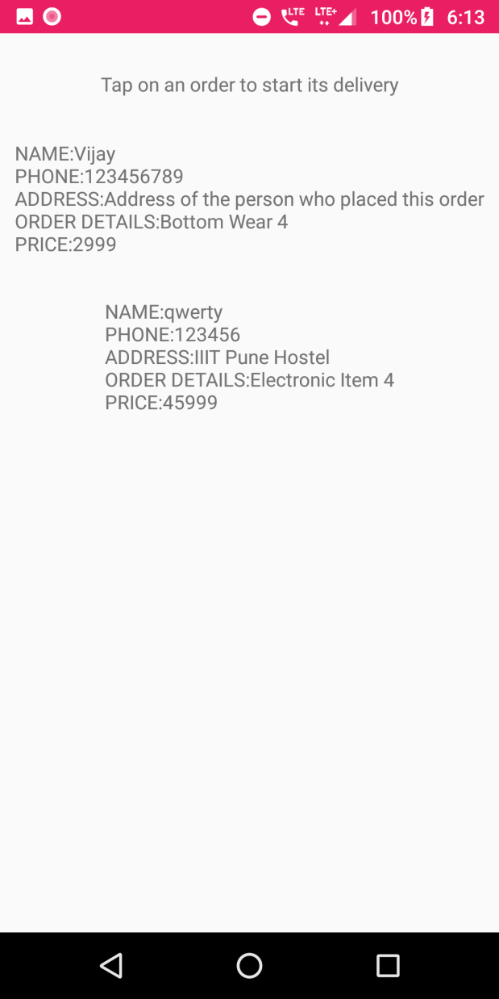 LTE LTE+ 100% 6:13
Tap on an order to start its delivery
NAME:Vijay
PHONE:123456789
ADDRESS:Address of the person who placed this order
ORDER DETAILS:Bottom Wear 4
PRICE:2999
NAME:qwerty
PHONE:123456
ADDRESS:IIIT Pune Hostel
ORDER DETAILS:Electronic Item 4
PRICE:45999